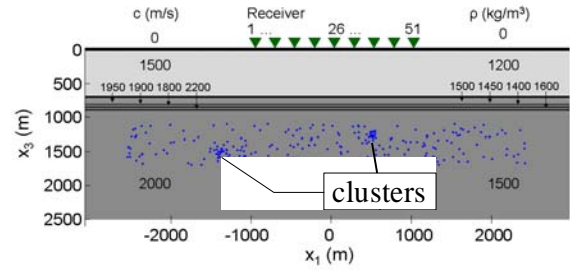 c (m/s) Receiver ρ (kg/m³)
0 1 ... 26 ... 51 0
0
1500 1200
500
1950 1900 1800 2200 1500 1450 1400 1600
1000
1500
2000 clusters 1500
2000
2500
x₃ (m)
-2000 -1000 0 1000 2000
x₁ (m)